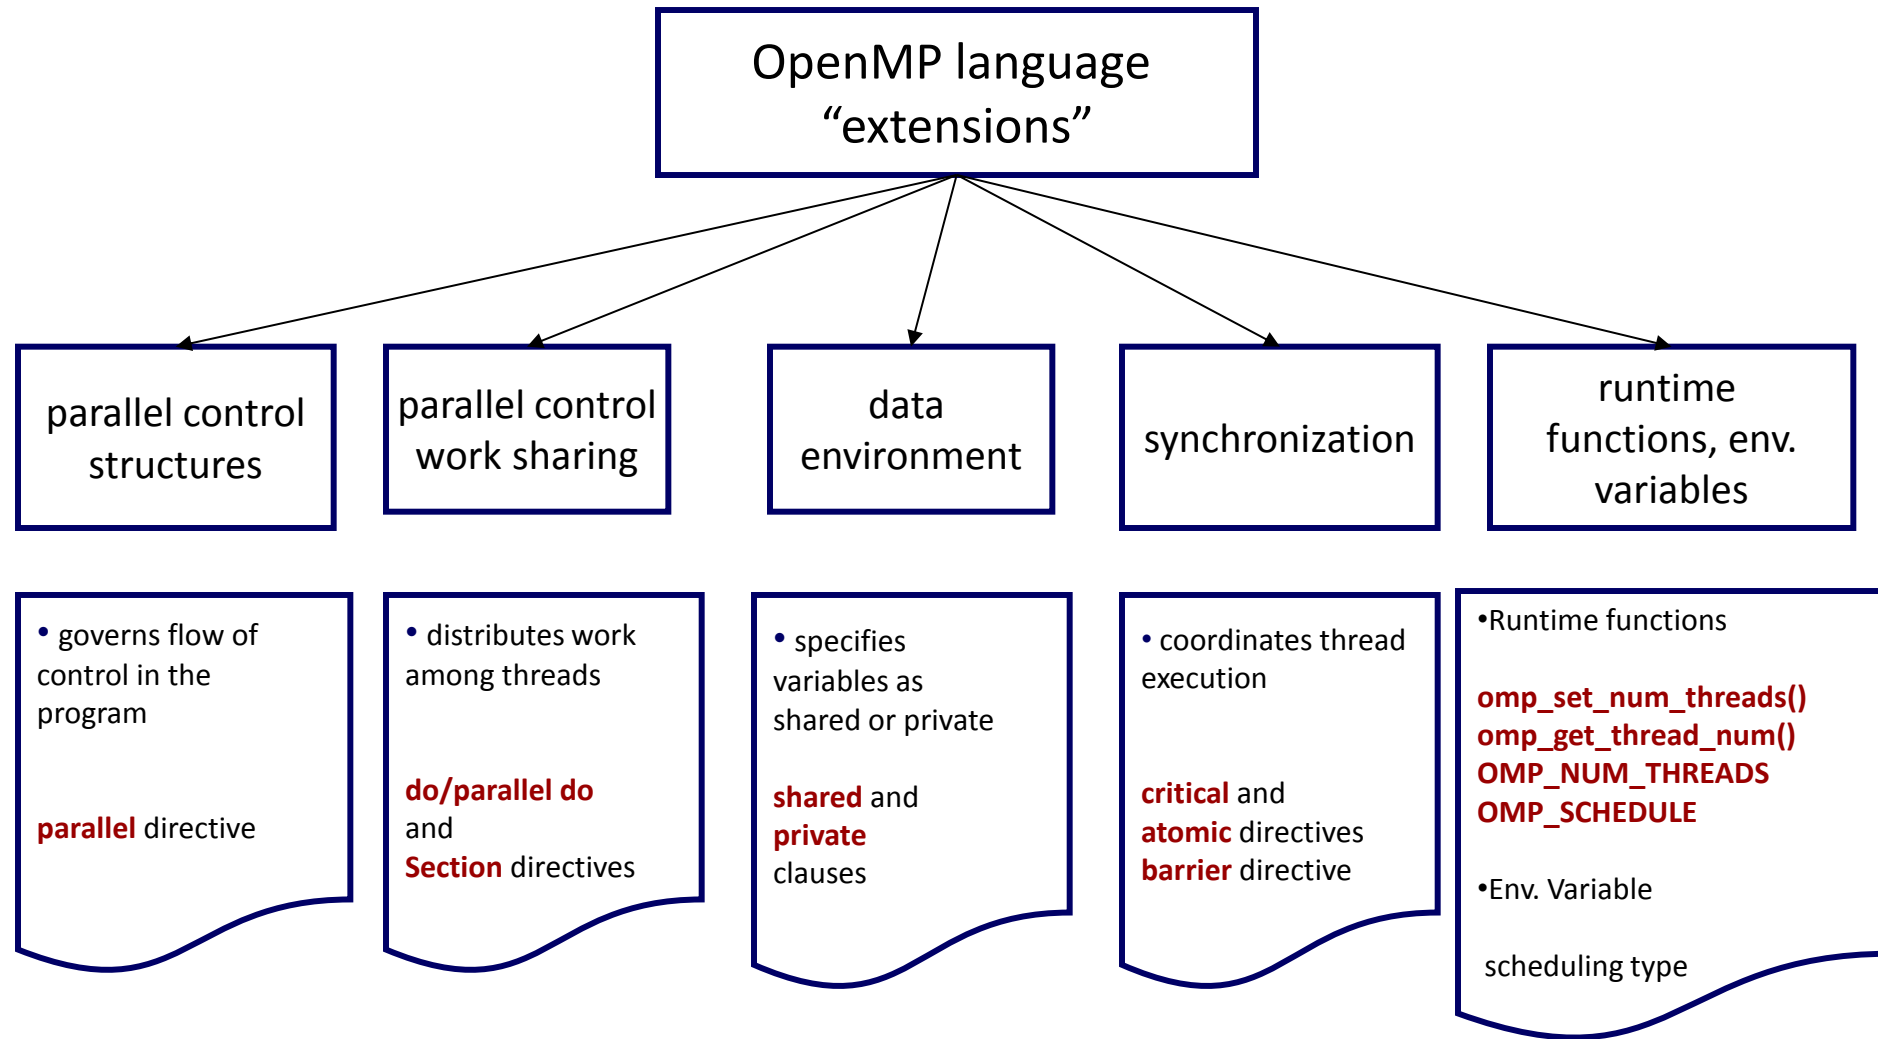 OpenMP language
“extensions”
parallel control
structures
parallel control
work sharing
data
environment
synchronization
runtime
functions, env.
variables
• governs flow of
control in the
program
parallel directive
• distributes work
among threads
do/parallel do
and
Section directives
• specifies
variables as
shared or private
shared and
private
clauses
• coordinates thread
execution
critical and
atomic directives
barrier directive
•Runtime functions
omp_set_num_threads()
omp_get_thread_num()
OMP_NUM_THREADS
OMP_SCHEDULE
•Env. Variable
scheduling type